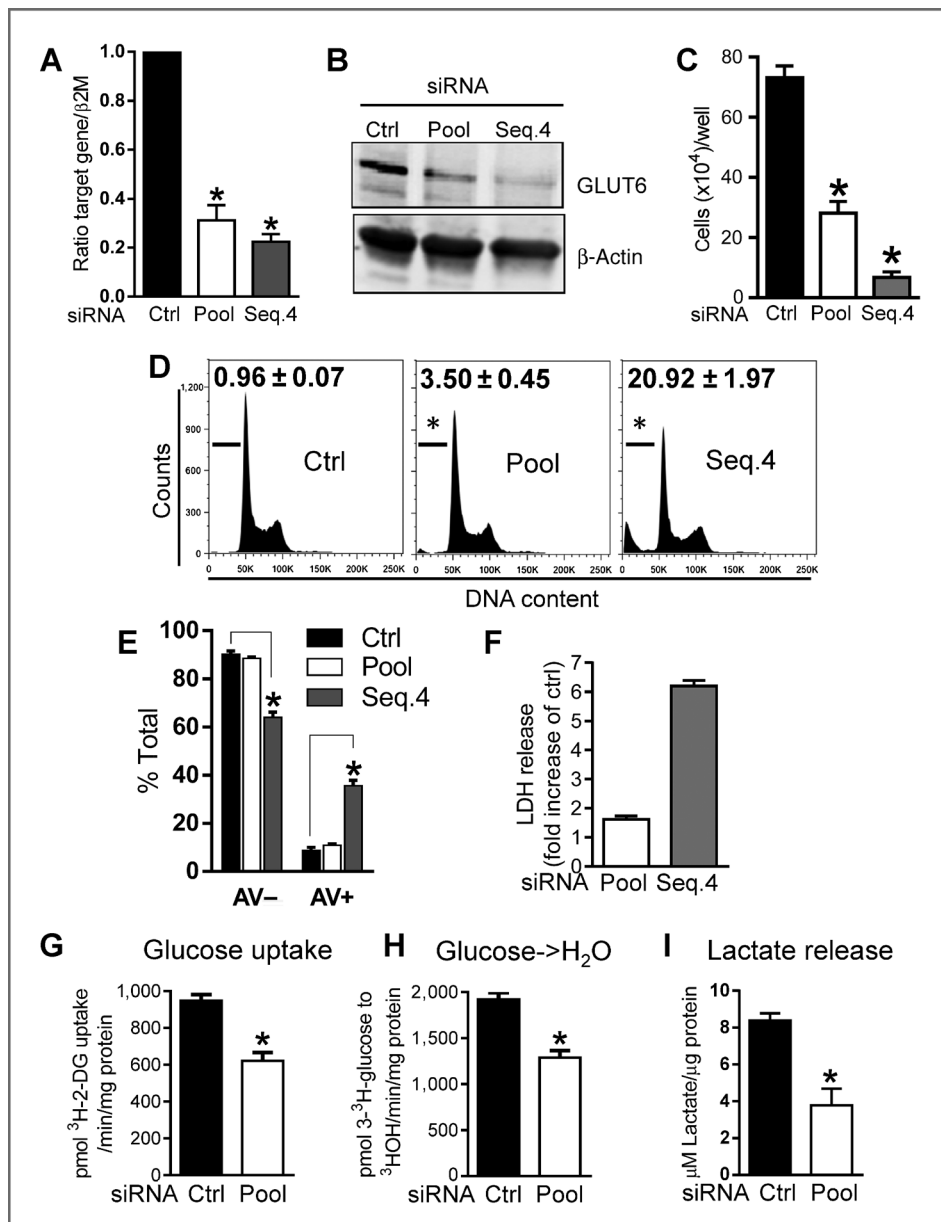 A
Ratio target gene/β2M
1.0
0.8
0.6
0.4
0.2
0.0
*
*
siRNA Ctrl Pool Seq.4
B
siRNA
Ctrl Pool Seq.4
GLUT6
β-Actin
C
Cells (x10⁴)/well
80
60
40
20
0
*
*
siRNA Ctrl Pool Seq.4
D
Counts
1,200
900
600
300
0
0.96 ± 0.07
Ctrl
0 50K 100K 150K 200K 250K
3.50 ± 0.45
*
Pool
0 50K 100K 150K 200K 250K
20.92 ± 1.97
*
Seq.4
0 50K 100K 150K 200K 250K
DNA content
E
% Total
100
80
60
40
20
0
Ctrl
Pool
Seq.4
*
*
AV– AV+
F
LDH release
(fold increase of ctrl)
7
6
5
4
3
2
1
0
siRNA Pool Seq.4
G
Glucose uptake
pmol ³H-2-DG uptake
/min/mg protein
1,000
800
600
400
200
0
*
siRNA Ctrl Pool
H
Glucose->H₂O
pmol 3-³H-glucose to
³HOH/min/mg protein
2,000
1,500
1,000
500
0
*
siRNA Ctrl Pool
I
Lactate release
μM Lactate/μg protein
8
6
4
2
0
*
siRNA Ctrl Pool